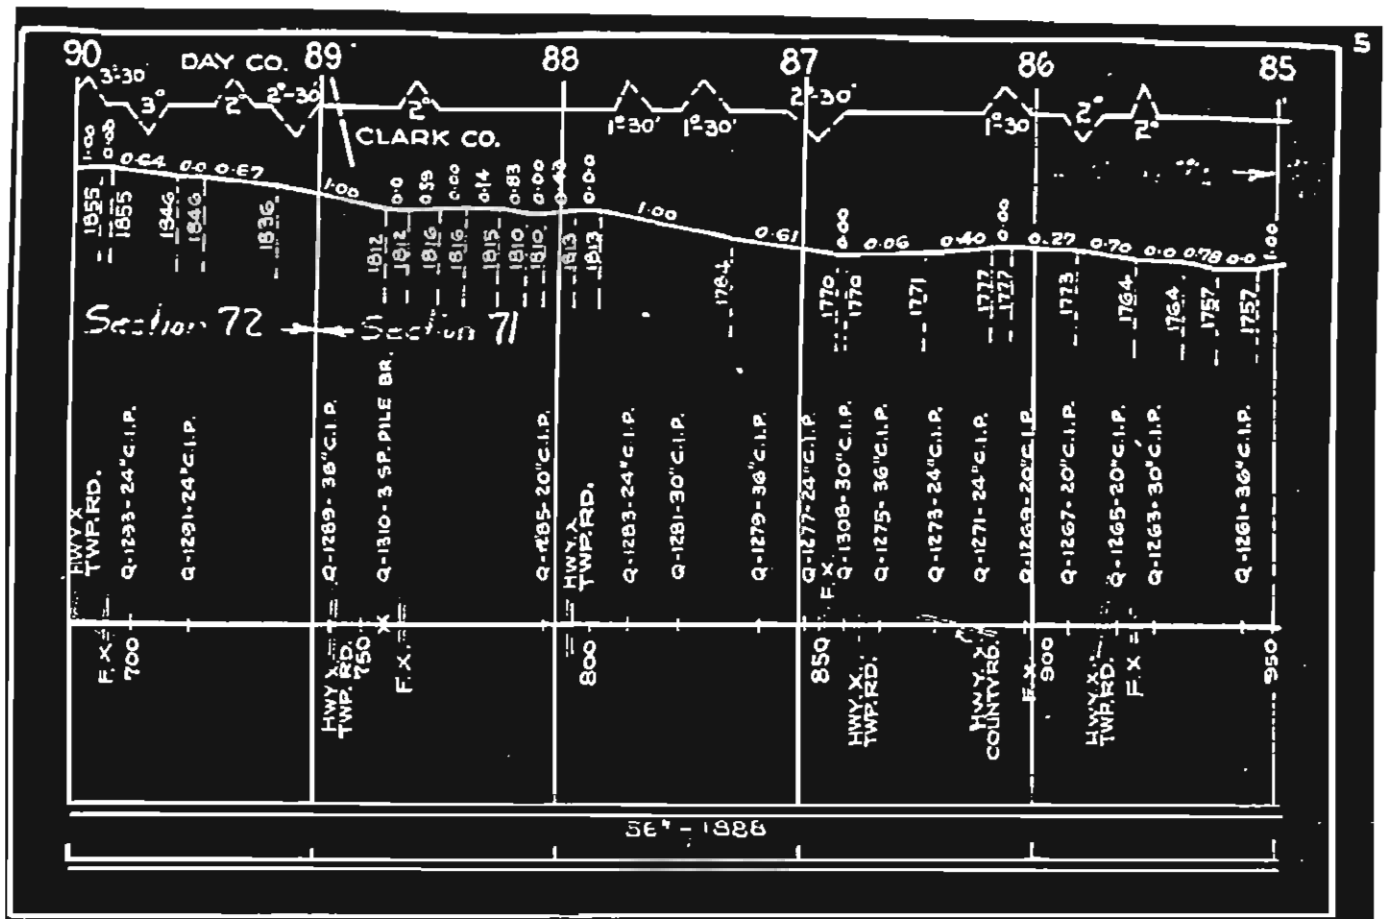 5
90 89 88 87 86 85
DAY CO.
CLARK CO.
3°-30' 3° 2° 2°-30' 2° 1°-30' 1°-30' 2°-30' 1°-30 2° 2°
1.00 0.00 0.64 0.0 0.67 1.00 0.0 0.39 0.00 0.14 0.83 0.00 0.43 0.00 1.00 0.61 0.00 0.06 0.40 0.00 0.27 0.70 0.0 0.78 0.0 1.00
1855 1855 1846 1846 1836 1812 1812 1816 1816 1815 1810 1810 1813 1813 1784 1770 1770 1771 1777 1777 1773 1764 1764 1757 1757
Section 72
Section 71
HWY X
TWP. RD.
Q-1293-24"C.I.P.
Q-1291-24"C.I.P.
Q-1289-36"C.I.P.
Q-1310-3 SP. PILE BR.
Q-1285-20"C.I.P.
HWY. X
TWP. RD.
Q-1283-24"C.I.P.
Q-1281-30"C.I.P.
Q-1279-36"C.I.P.
Q-1277-24"C.I.P.
F. X.
Q-1308-30"C.I.P.
Q-1275-36"C.I.P.
Q-1273-24"C.I.P.
Q-1271-24"C.I.P.
Q-1269-20"C.I.P.
Q-1267-20"C.I.P.
Q-1265-20"C.I.P.
Q-1263-30"C.I.P.
Q-1261-36"C.I.P.
F. X.
700
HWY X.
TWP. RD.
750
F. X.
800
850
HWY. X.
TWP. RD.
HWY. X.
COUNTY RD.
F. X
900
HWY. X.
TWP. RD.
F. X
950
1888